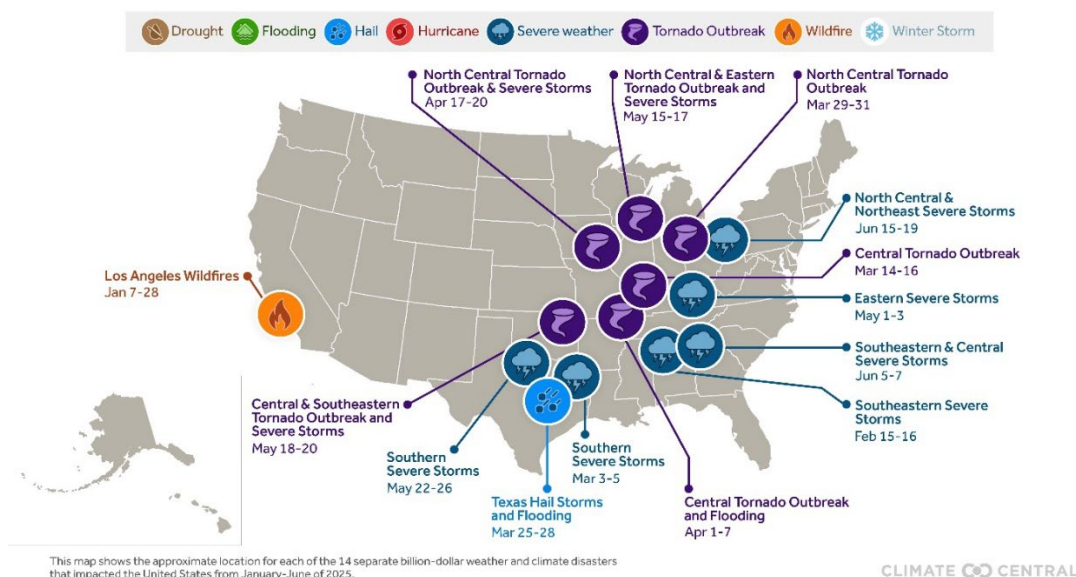 Drought Flooding Hail Hurricane Severe weather Tornado Outbreak Wildfire Winter Storm
North Central Tornado
Outbreak & Severe Storms
Apr 17-20
North Central & Eastern
Tornado Outbreak and
Severe Storms
May 15-17
North Central Tornado
Outbreak
Mar 29-31
North Central &
Northeast Severe Storms
Jun 15-19
Central Tornado Outbreak
Mar 14-16
Los Angeles Wildfires
Jan 7-28
Eastern Severe Storms
May 1-3
Southeastern & Central
Severe Storms
Jun 5-7
Southeastern Severe
Storms
Feb 15-16
Central & Southeastern
Tornado Outbreak and
Severe Storms
May 18-20
Southern
Severe Storms
May 22-26
Southern
Severe Storms
Mar 3-5
Texas Hail Storms
and Flooding
Mar 25-28
Central Tornado Outbreak
and Flooding
Apr 1-7
This map shows the approximate location for each of the 14 separate billion-dollar weather and climate disasters
that impacted the United States from January-June of 2025.
CLIMATE CENTRAL